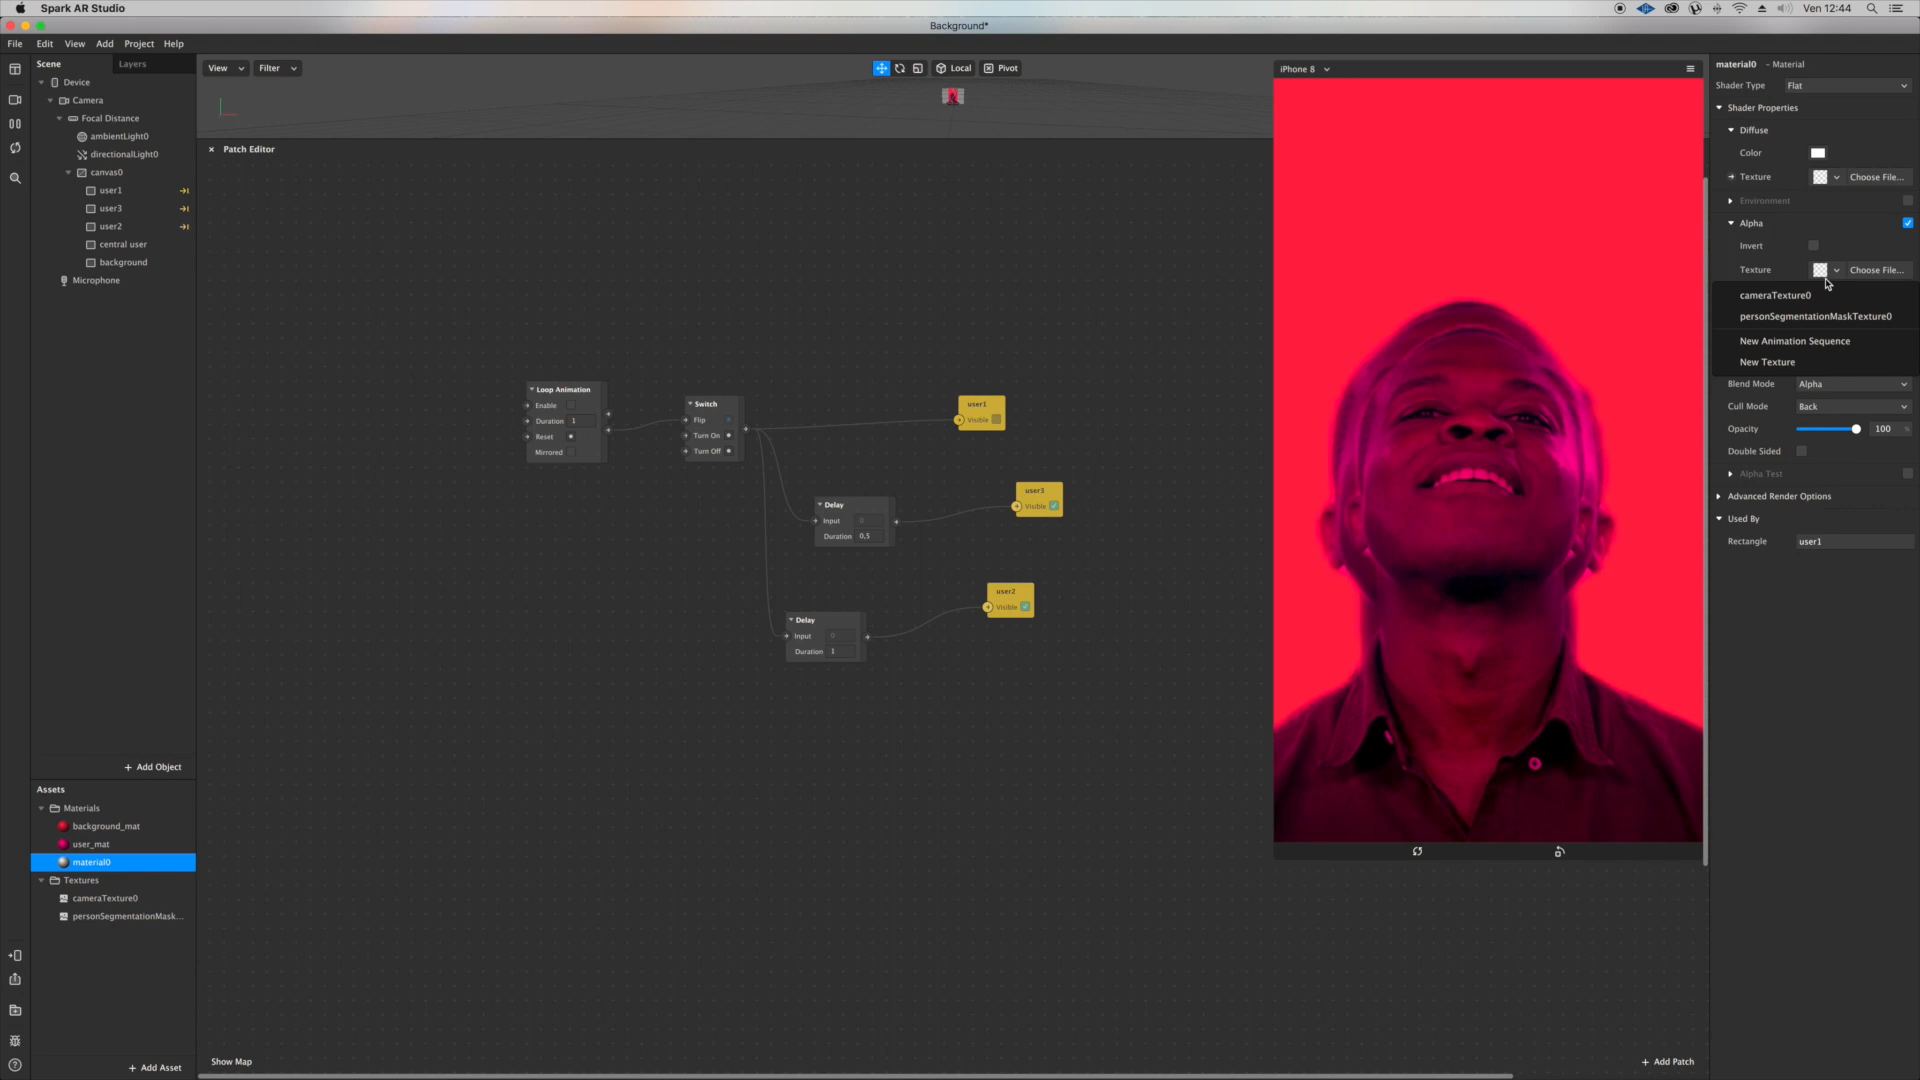 Spark AR Studio
Ven 12:44
Background*
File Edit View Add Project Help
Scene
Layers
Device
Camera
Focal Distance
ambientLight0
directionalLight0
canvas0
user1
user3
user2
central user
background
Microphone
+ Add Object
Assets
Materials
background_mat
user_mat
material0
Textures
cameraTexture0
personSegmentationMask...
+ Add Asset
View
Filter
Local
Pivot
Patch Editor
Loop Animation
Enable
Duration 1
Reset
Mirrored
Switch
Flip
Turn On
Turn Off
user1
Visible
Delay
Input 0
Duration 0,5
user3
Visible
Delay
Input 0
Duration 1
user2
Visible
Show Map
+ Add Patch
iPhone 8
material0 - Material
Shader Type Flat
Shader Properties
Diffuse
Color
Texture Choose File...
Environment
Alpha
Invert
Texture Choose File...
cameraTexture0
personSegmentationMaskTexture0
New Animation Sequence
New Texture
Blend Mode Alpha
Cull Mode Back
Opacity 100 %
Double Sided
Alpha Test
Advanced Render Options
Used By
Rectangle user1